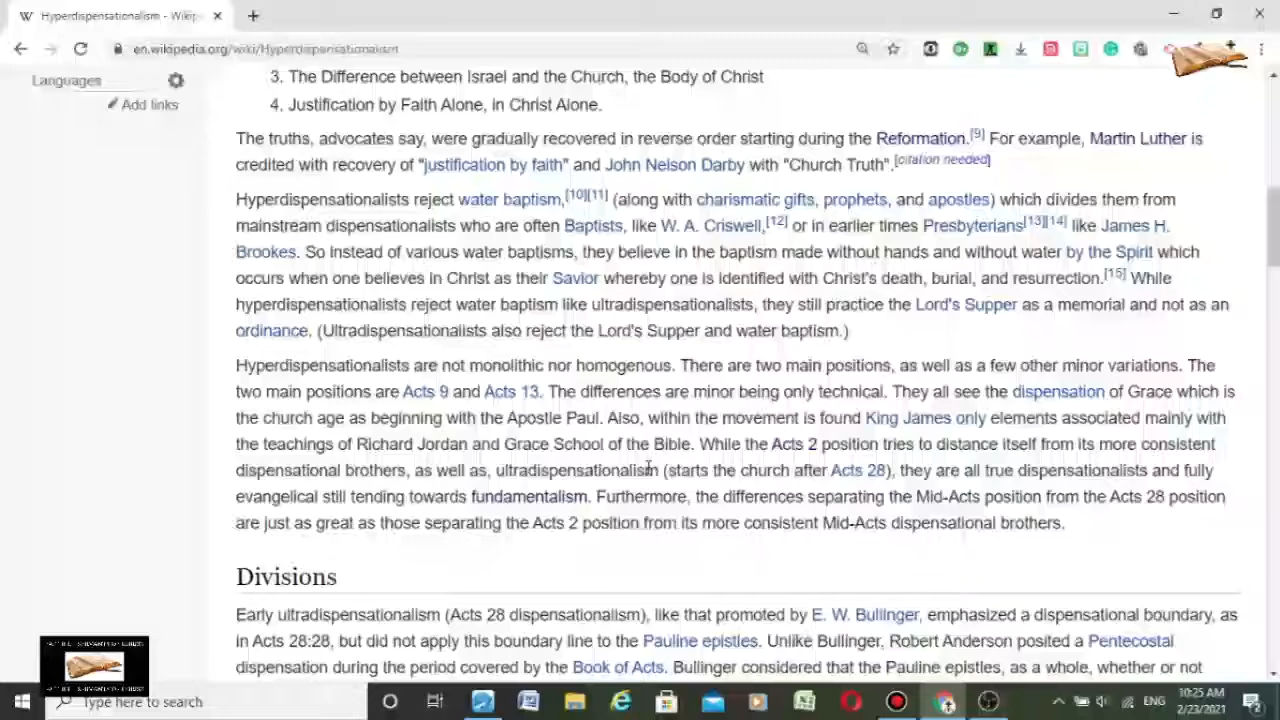 Hyperdispensationalism - Wikip
en.wikipedia.org/wiki/Hyperdispensationalism
Languages
Add links
3. The Difference between Israel and the Church, the Body of Christ
4. Justification by Faith Alone, in Christ Alone.
The truths, advocates say, were gradually recovered in reverse order starting during the Reformation.[9] For example, Martin Luther is
credited with recovery of "justification by faith" and John Nelson Darby with "Church Truth".[citation needed]
Hyperdispensationalists reject water baptism,[10][11] (along with charismatic gifts, prophets, and apostles) which divides them from
mainstream dispensationalists who are often Baptists, like W. A. Criswell,[12] or in earlier times Presbyterians[13][14] like James H.
Brookes. So instead of various water baptisms, they believe in the baptism made without hands and without water by the Spirit which
occurs when one believes in Christ as their Savior whereby one is identified with Christ's death, burial, and resurrection.[15] While
hyperdispensationalists reject water baptism like ultradispensationalists, they still practice the Lord's Supper as a memorial and not as an
ordinance. (Ultradispensationalists also reject the Lord's Supper and water baptism.)
Hyperdispensationalists are not monolithic nor homogenous. There are two main positions, as well as a few other minor variations. The
two main positions are Acts 9 and Acts 13. The differences are minor being only technical. They all see the dispensation of Grace which is
the church age as beginning with the Apostle Paul. Also, within the movement is found King James only elements associated mainly with
the teachings of Richard Jordan and Grace School of the Bible. While the Acts 2 position tries to distance itself from its more consistent
dispensational brothers, as well as, ultradispensationalism (starts the church after Acts 28), they are all true dispensationalists and fully
evangelical still tending towards fundamentalism. Furthermore, the differences separating the Mid-Acts position from the Acts 28 position
are just as great as those separating the Acts 2 position from its more consistent Mid-Acts dispensational brothers.
Divisions
Early ultradispensationalism (Acts 28 dispensationalism), like that promoted by E. W. Bullinger, emphasized a dispensational boundary, as
in Acts 28:28, but did not apply this boundary line to the Pauline epistles. Unlike Bullinger, Robert Anderson posited a Pentecostal
dispensation during the period covered by the Book of Acts. Bullinger considered that the Pauline epistles, as a whole, whether or not
Type here to search
ENG
10:25 AM
2/23/2021